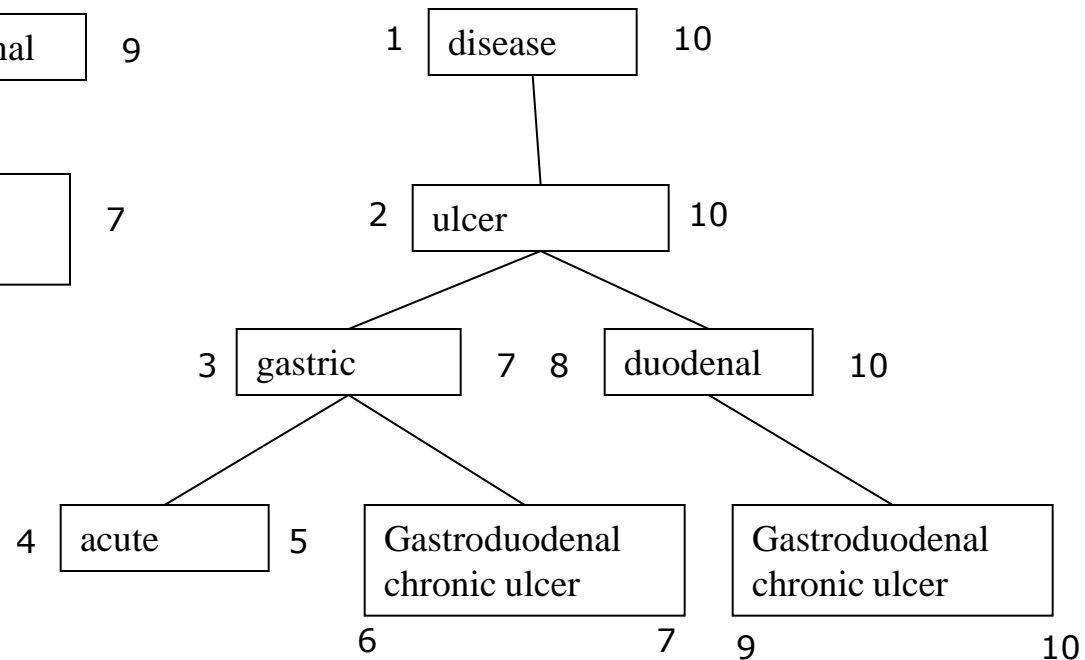 9
1 disease 10
7
2 ulcer 10
3 gastric 7 8 duodenal 10
4 acute 5
Gastroduodenal
chronic ulcer
6 7
Gastroduodenal
chronic ulcer
9 10